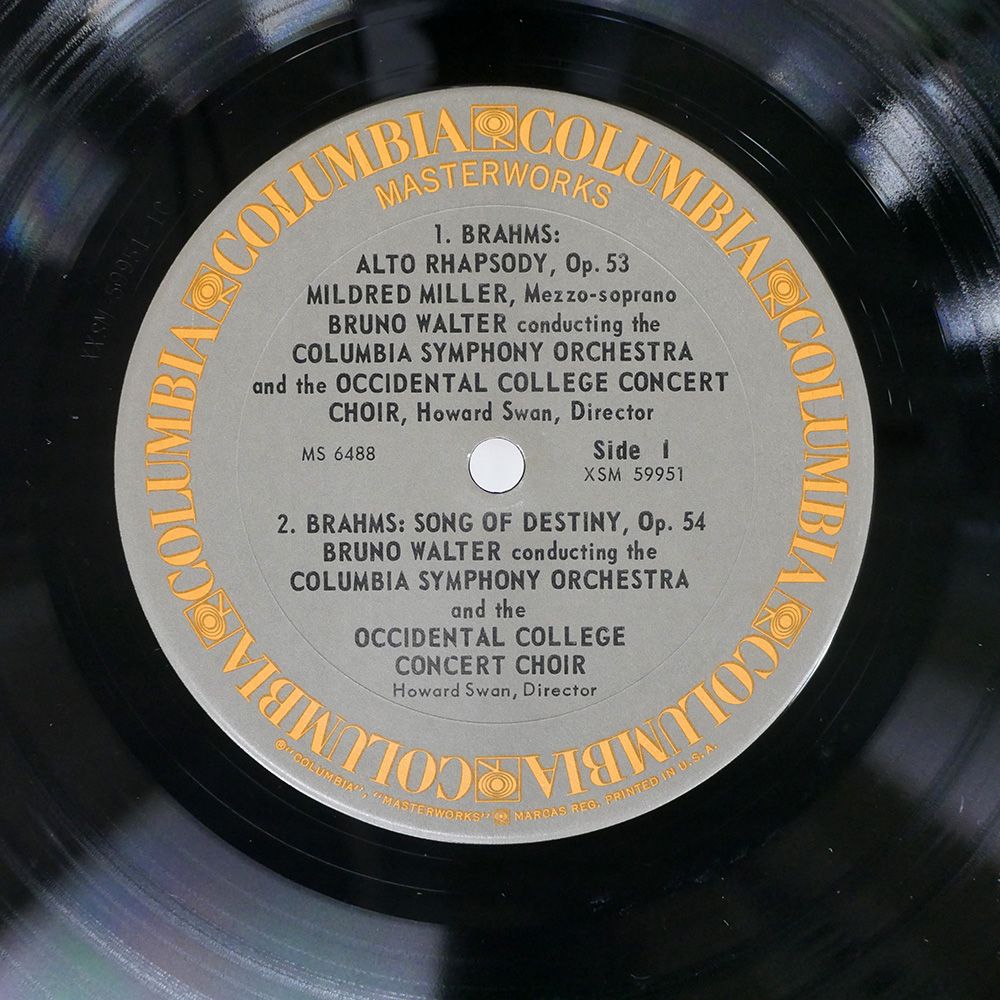 COLUMBIA COLUMBIA COLUMBIA COLUMBIA COLUMBIA COLUMBIA COLUMBIA COLUMBIA
MASTERWORKS
1. BRAHMS:
ALTO RHAPSODY, Op. 53
MILDRED MILLER, Mezzo-soprano
BRUNO WALTER conducting the
COLUMBIA SYMPHONY ORCHESTRA
and the OCCIDENTAL COLLEGE CONCERT
CHOIR, Howard Swan, Director
MS 6488
Side 1
XSM 59951
2. BRAHMS: SONG OF DESTINY, Op. 54
BRUNO WALTER conducting the
COLUMBIA SYMPHONY ORCHESTRA
and the
OCCIDENTAL COLLEGE
CONCERT CHOIR
Howard Swan, Director
® "COLUMBIA", "MASTERWORKS" MARCAS REG. PRINTED IN U.S.A.